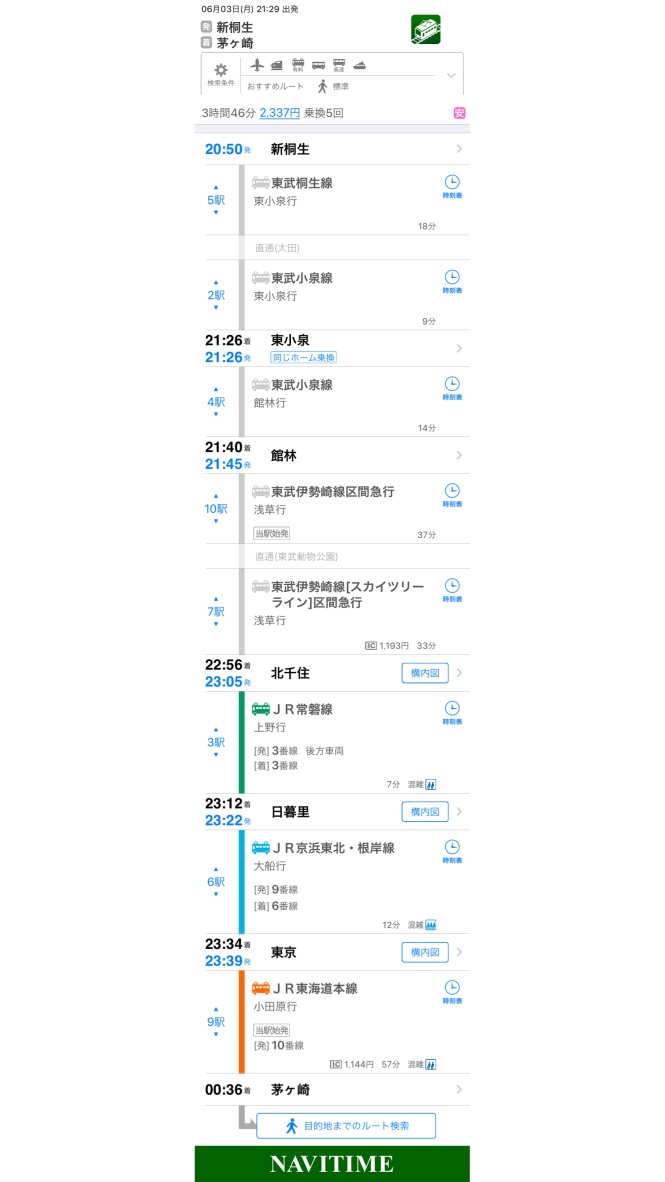 06月03日(月) 21:29 出発
発 新桐生
着 茅ヶ崎
検索条件
有料
高速
おすすめルート 標準
3時間46分 2,337円 乗換5回 安
20:50発 新桐生
東武桐生線
時刻表
5駅
東小泉行
18分
直通(太田)
東武小泉線
時刻表
2駅
東小泉行
9分
21:26着 東小泉
21:26発 同じホーム乗換
東武小泉線
時刻表
4駅
館林行
14分
21:40着
館林
21:45発
東武伊勢崎線区間急行
時刻表
10駅
浅草行
当駅始発 37分
直通(東武動物公園)
東武伊勢崎線[スカイツリー
ライン]区間急行
時刻表
7駅
浅草行
IC 1,193円 33分
22:56着
北千住 構内図
23:05発
JR常磐線
時刻表
上野行
3駅
[発] 3番線 後方車両
[着] 3番線
7分 混雑
23:12着
日暮里 構内図
23:22発
JR京浜東北・根岸線
時刻表
大船行
6駅
[発] 9番線
[着] 6番線
12分 混雑
23:34着
東京 構内図
23:39発
JR東海道本線
時刻表
小田原行
9駅
当駅始発
[発] 10番線
IC 1,144円 57分 混雑
00:36着 茅ヶ崎
目的地までのルート検索
NAVITIME